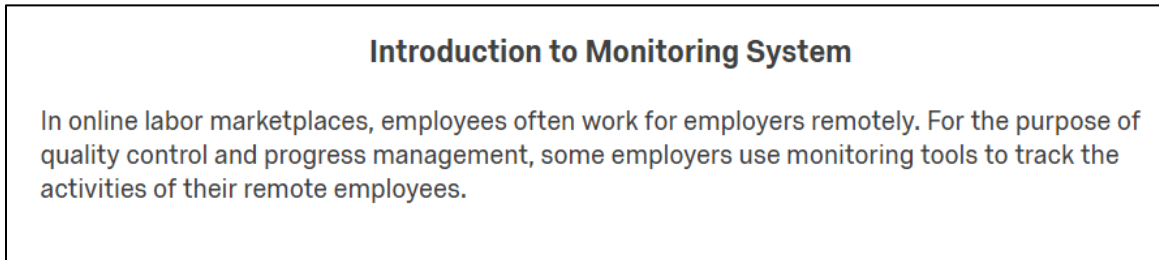 Introduction to Monitoring System
In online labor marketplaces, employees often work for employers remotely. For the purpose of
quality control and progress management, some employers use monitoring tools to track the
activities of their remote employees.